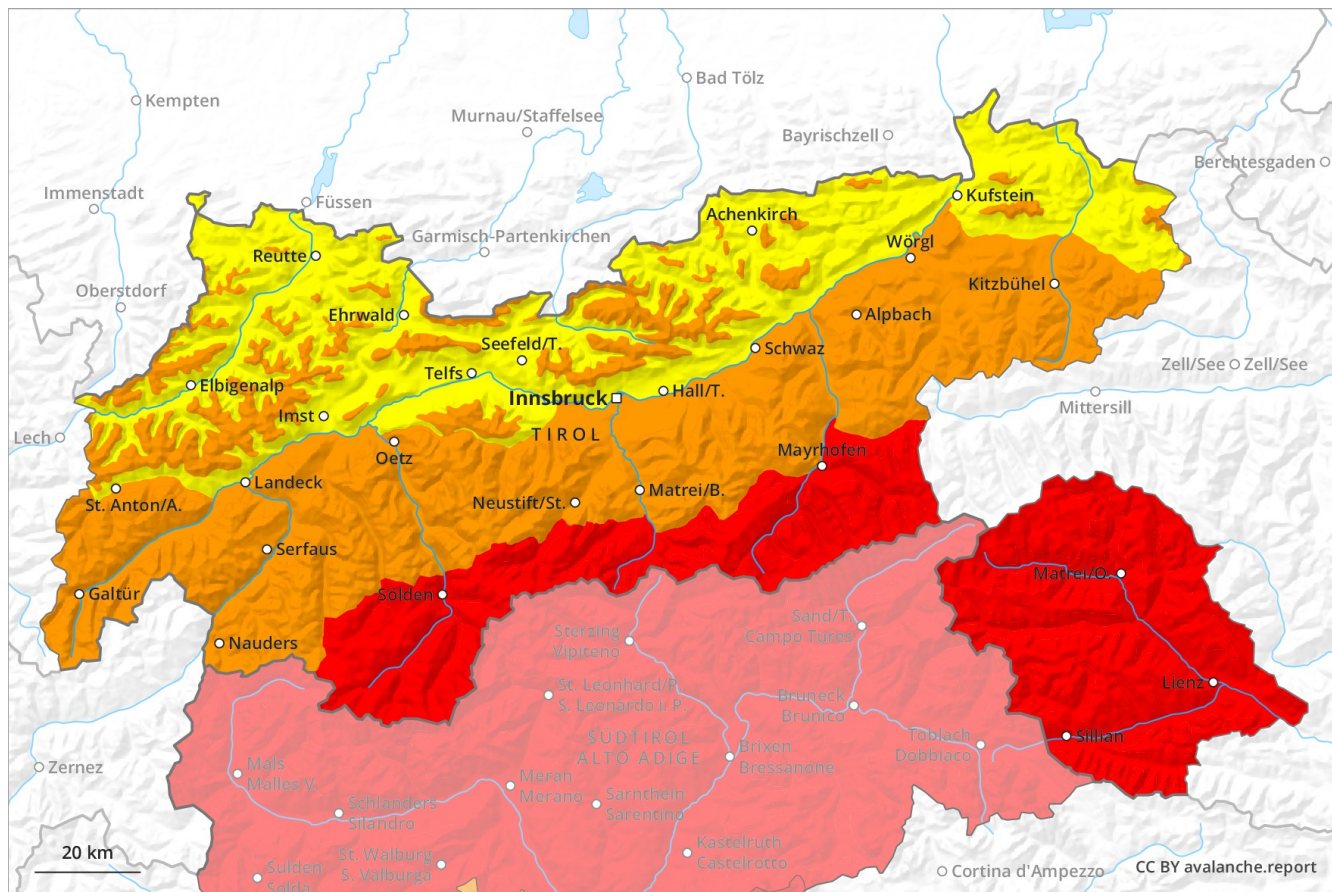 Bad Tölz
Kempten
Murnau/Staffelsee
Bayrischzell
Berchtesgaden
Immenstadt
Füssen
Kufstein
Achenkirch
Garmisch-Partenkirchen
Wörgl
Reutte
Oberstdorf
Kitzbühel
Ehrwald
Alpbach
Seefeld/T.
Schwaz
Zell/See
Zell/See
Telfs
Elbigenalp
Hall/T.
Innsbruck
Mittersill
Imst
Lech
TIROL
Mayrhofen
Oetz
Landeck
St. Anton/A.
Neustift/St.
Matrei/B.
Serfaus
Matrei/O.
Galtür
Sölden
Sand/T.
Campo Tures
Sterzing
Vipiteno
Nauders
Lienz
St. Leonhard/P.
S. Leonardo i. P.
Bruneck
Brunico
SÜDTIROL
ALTO ADIGE
Toblach
Dobbiaco
Sillian
Brixen
Bressanone
Zernez
Mals
Malles V.
Meran
Merano
Schlanders
Silandro
Sarnthein
Sarentino
Kastelruth
Castelrotto
St. Walburg
S. Valburga
20 km
Sulden
Solda
Cortina d'Ampezzo
CC BY avalanche.report